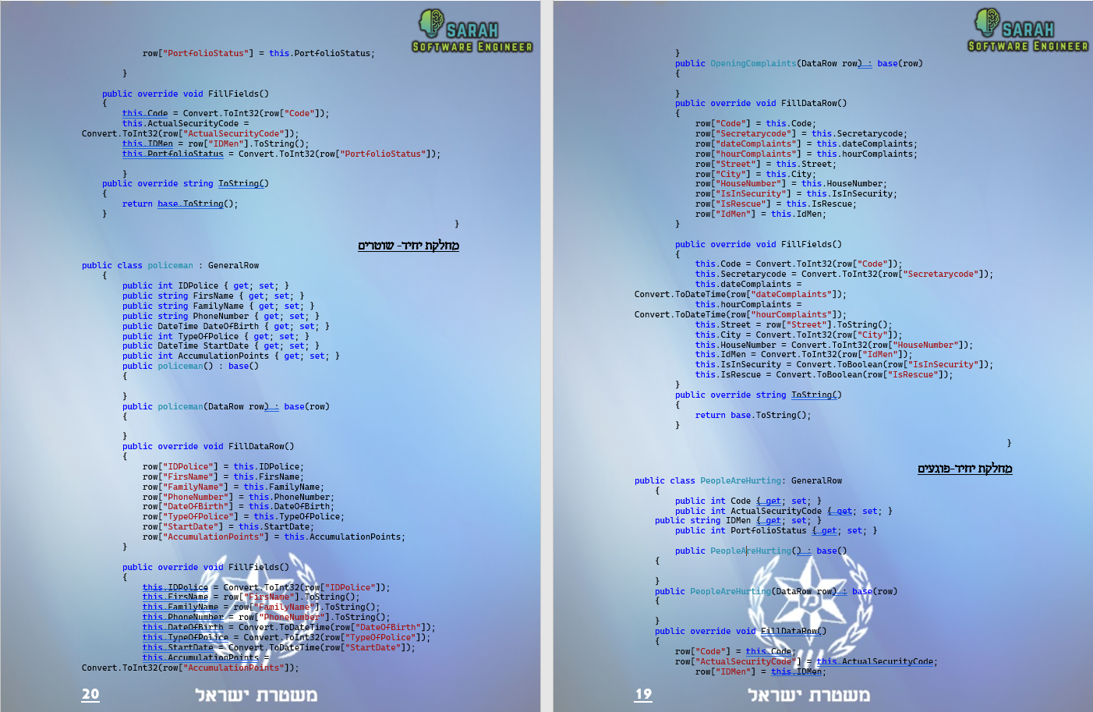 SARAH
SOFTWARE ENGINEER
}
public OpeningComplaints(DataRow row) : base(row)
{
}
public override void FillDataRow()
{
row["Code"] = this.Code;
row["Secretarycode"] = this.Secretarycode;
row["dateComplaints"] = this.dateComplaints;
row["hourComplaints"] = this.hourComplaints;
row["Street"] = this.Street;
row["City"] = this.City;
row["HouseNumber"] = this.HouseNumber;
row["IsInSecurity"] = this.IsInSecurity;
row["IsRescue"] = this.IsRescue;
row["IdMen"] = this.IdMen;
}
public override void FillFields()
{
this.Code = Convert.ToInt32(row["Code"]);
this.Secretarycode = Convert.ToInt32(row["Secretarycode"]);
this.dateComplaints =
Convert.ToDateTime(row["dateComplaints"]);
this.hourComplaints =
Convert.ToDateTime(row["hourComplaints"]);
this.Street = row["Street"].ToString();
this.City = Convert.ToInt32(row["City"]);
this.HouseNumber = Convert.ToInt32(row["HouseNumber"]);
this.IdMen = Convert.ToInt32(row["IdMen"]);
this.IsInSecurity = Convert.ToBoolean(row["IsInSecurity"]);
this.IsRescue = Convert.ToBoolean(row["IsRescue"]);
}
public override string ToString()
{
return base.ToString();
}
}
מחלקת יחיד-פוגעים
public class PeopleAreHurting: GeneralRow
{
public int Code { get; set; }
public int ActualSecurityCode { get; set; }
public string IDMen { get; set; }
public int PortfolioStatus { get; set; }
public PeopleAreHurting() : base()
{
}
public PeopleAreHurting(DataRow row) : base(row)
{
}
public override void FillDataRow()
{
row["Code"] = this.Code;
row["ActualSecurityCode"] = this.ActualSecurityCode;
row["IDMen"] = this.IDMen;
משטרת ישראל
19
SARAH
SOFTWARE ENGINEER
row["PortfolioStatus"] = this.PortfolioStatus;
}
public override void FillFields()
{
this.Code = Convert.ToInt32(row["Code"]);
this.ActualSecurityCode =
Convert.ToInt32(row["ActualSecurityCode"]);
this.IDMen = row["IDMen"].ToString();
this.PortfolioStatus = Convert.ToInt32(row["PortfolioStatus"]);
}
public override string ToString()
{
return base.ToString();
}
}
מחלקת יחיד- שוטרים
public class policeman : GeneralRow
{
public int IDPolice { get; set; }
public string FirsName { get; set; }
public string FamilyName { get; set; }
public string PhoneNumber { get; set; }
public DateTime DateOfBirth { get; set; }
public int TypeOfPolice { get; set; }
public DateTime StartDate { get; set; }
public int AccumulationPoints { get; set; }
public policeman() : base()
{
}
public policeman(DataRow row) : base(row)
{
}
public override void FillDataRow()
{
row["IDPolice"] = this.IDPolice;
row["FirsName"] = this.FirsName;
row["FamilyName"] = this.FamilyName;
row["PhoneNumber"] = this.PhoneNumber;
row["DateOfBirth"] = this.DateOfBirth;
row["TypeOfPolice"] = this.TypeOfPolice;
row["StartDate"] = this.StartDate;
row["AccumulationPoints"] = this.AccumulationPoints;
}
public override void FillFields()
{
this.IDPolice = Convert.ToInt32(row["IDPolice"]);
this.FirsName = row["FirsName"].ToString();
this.FamilyName = row["FamilyName"].ToString();
this.PhoneNumber = row["PhoneNumber"].ToString();
this.DateOfBirth = Convert.ToDateTime(row["DateOfBirth"]);
this.TypeOfPolice = Convert.ToInt32(row["TypeOfPolice"]);
this.StartDate = Convert.ToDateTime(row["StartDate"]);
this.AccumulationPoints =
Convert.ToInt32(row["AccumulationPoints"]);
משטרת ישראל
20